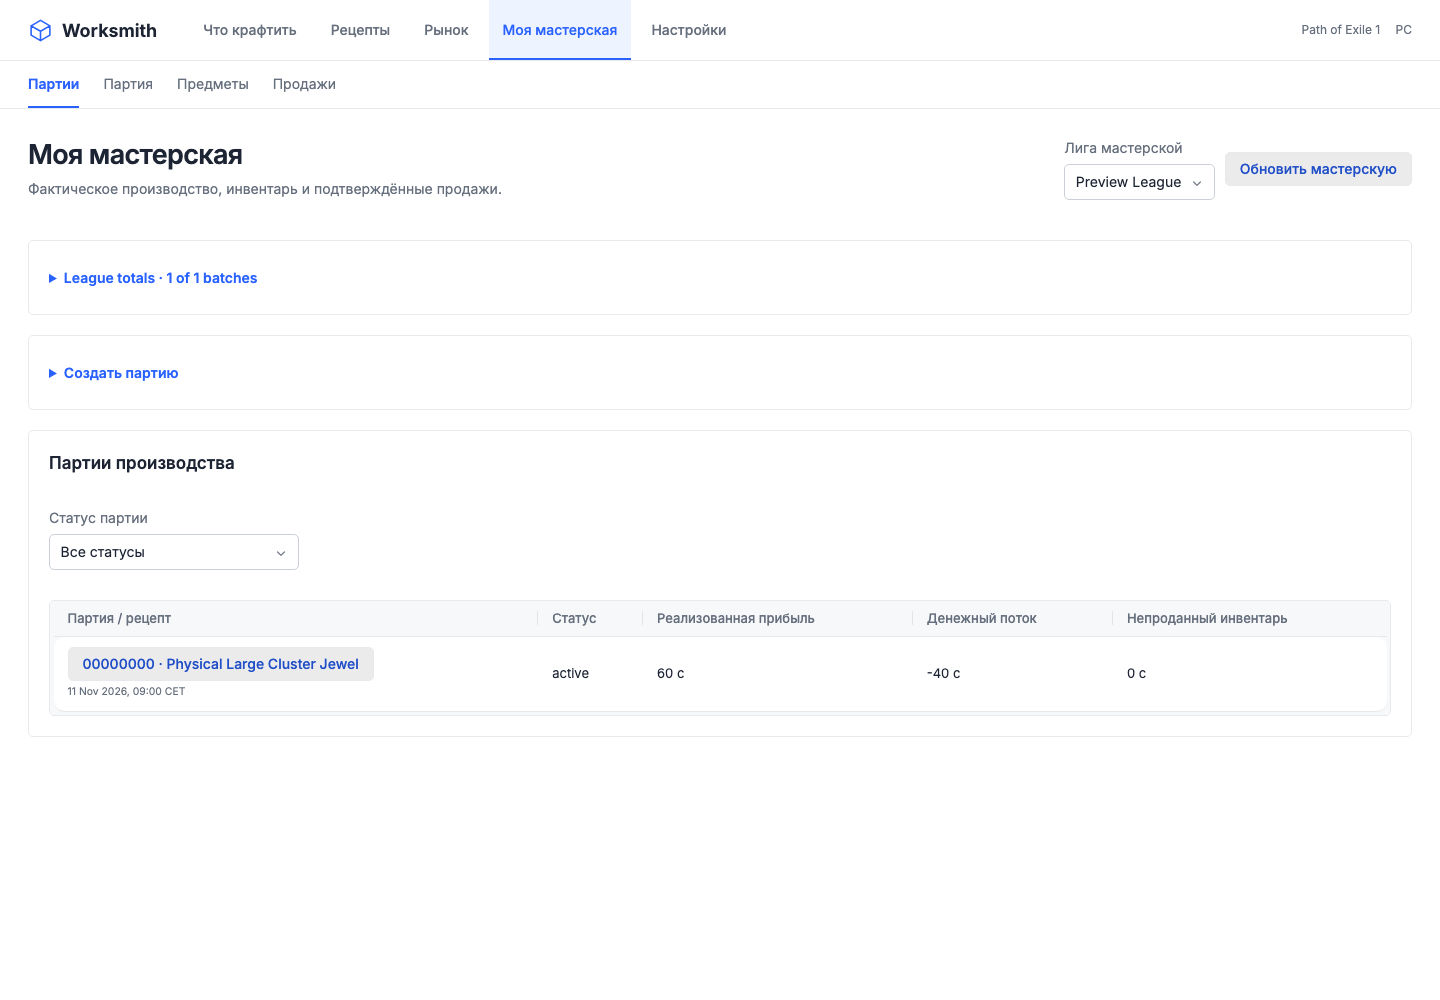 Worksmith
Что крафтить
Рецепты
Рынок
Моя мастерская
Настройки
Path of Exile 1
PC
Партии
Партия
Предметы
Продажи
Моя мастерская
Фактическое производство, инвентарь и подтверждённые продажи.
Лига мастерской
Preview League
Обновить мастерскую
League totals · 1 of 1 batches
Создать партию
Партии производства
Статус партии
Все статусы
Партия / рецепт
Статус
Реализованная прибыль
Денежный поток
Непроданный инвентарь
00000000 · Physical Large Cluster Jewel
11 Nov 2026, 09:00 CET
active
60 c
-40 c
0 c